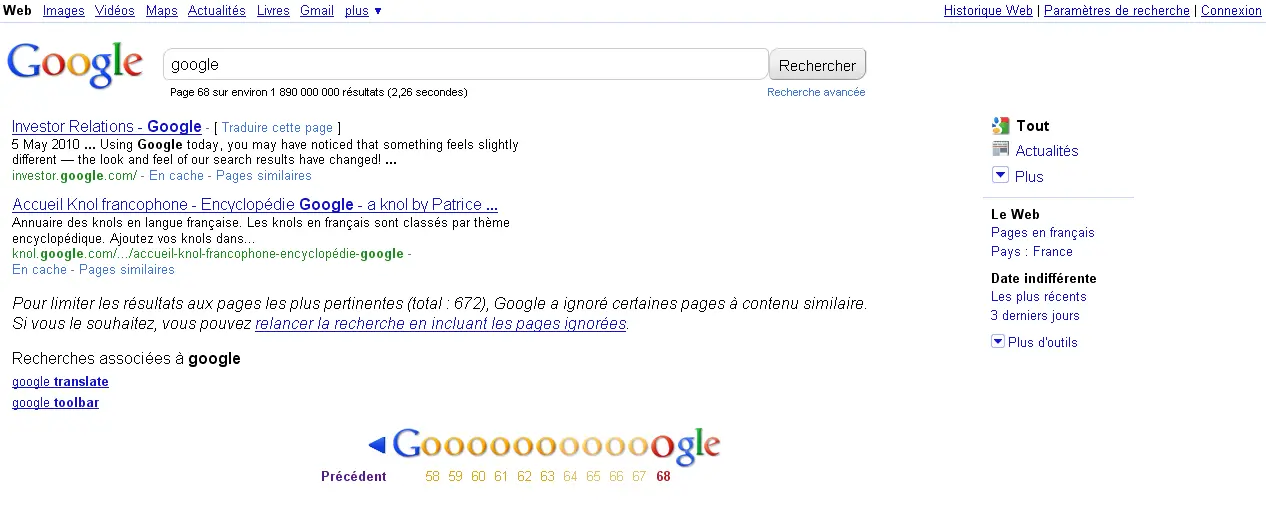 Web Images Vidéos Maps Actualités Livres Gmail plus ▼
Historique Web | Paramètres de recherche | Connexion
Google
google
Rechercher
Page 68 sur environ 1 890 000 000 résultats (2,26 secondes)
Recherche avancée
Investor Relations - Google - [ Traduire cette page ]
5 May 2010 ... Using Google today, you may have noticed that something feels slightly
different — the look and feel of our search results have changed! ...
investor.google.com/ - En cache - Pages similaires
Accueil Knol francophone - Encyclopédie Google - a knol by Patrice ...
Annuaire des knols en langue française. Les knols en français sont classés par thème
encyclopédique. Ajoutez vos knols dans...
knol.google.com/.../accueil-knol-francophone-encyclopédie-google -
En cache - Pages similaires
Pour limiter les résultats aux pages les plus pertinentes (total : 672), Google a ignoré certaines pages à contenu similaire.
Si vous le souhaitez, vous pouvez relancer la recherche en incluant les pages ignorées.
Recherches associées à google
google translate
google toolbar
Tout
Actualités
Plus
Le Web
Pages en français
Pays : France
Date indifférente
Les plus récents
3 derniers jours
Plus d'outils
Goooooooooooogle
Précédent 58 59 60 61 62 63 64 65 66 67 68